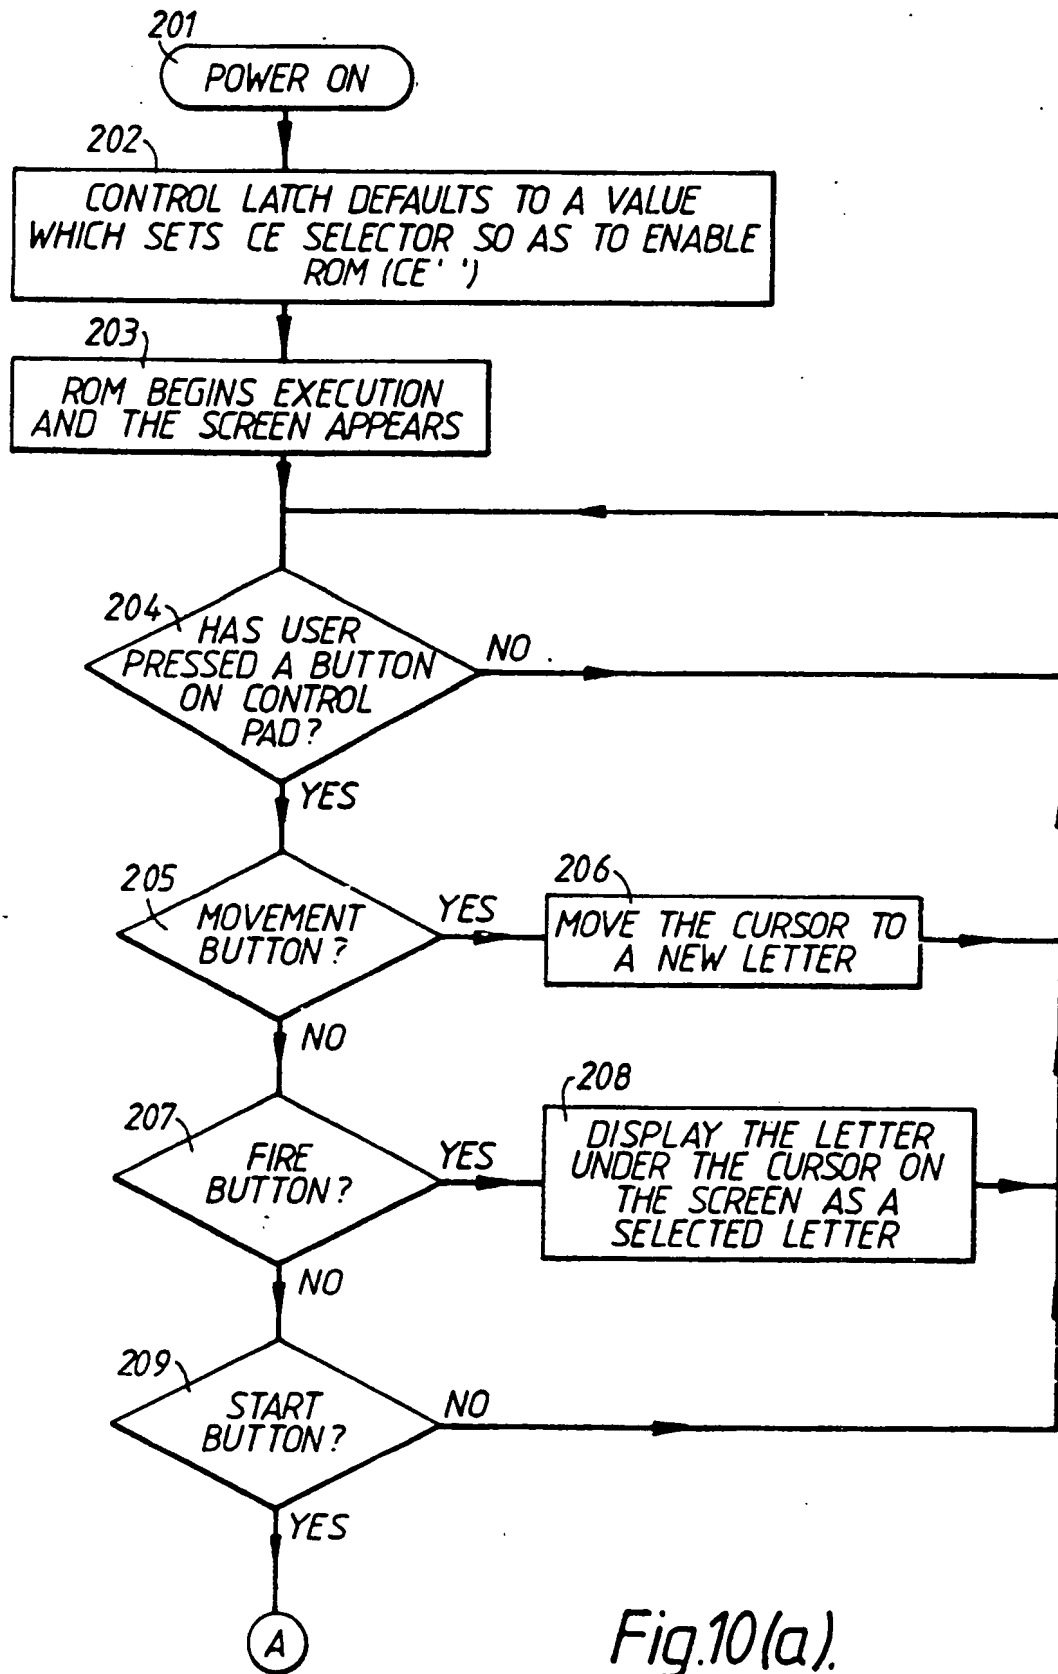 201
POWER ON
202
CONTROL LATCH DEFAULTS TO A VALUE
WHICH SETS CE SELECTOR SO AS TO ENABLE
ROM (CE' ')
203
ROM BEGINS EXECUTION
AND THE SCREEN APPEARS
204
HAS USER
PRESSED A BUTTON
ON CONTROL
PAD?
NO
YES
205
MOVEMENT
BUTTON?
YES
206
MOVE THE CURSOR TO
A NEW LETTER
NO
207
FIRE
BUTTON?
YES
208
DISPLAY THE LETTER
UNDER THE CURSOR ON
THE SCREEN AS A
SELECTED LETTER
NO
209
START
BUTTON?
NO
YES
A
Fig.10(a).